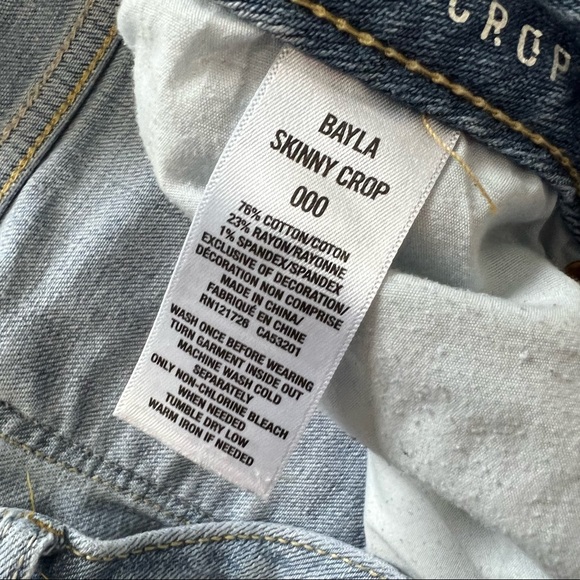 CROP
BAYLA
SKINNY CROP
000
76% COTTON/COTON
23% RAYON/RAYONNE
1% SPANDEX/SPANDEX
EXCLUSIVE OF DECORATION/
DÉCORATION NON COMPRISE
MADE IN CHINA/
FABRIQUÉ EN CHINE
RN121726 CA53201
WASH ONCE BEFORE WEARING
TURN GARMENT INSIDE OUT
MACHINE WASH COLD
SEPARATELY
ONLY NON-CHLORINE BLEACH
WHEN NEEDED
TUMBLE DRY LOW
WARM IRON IF NEEDED